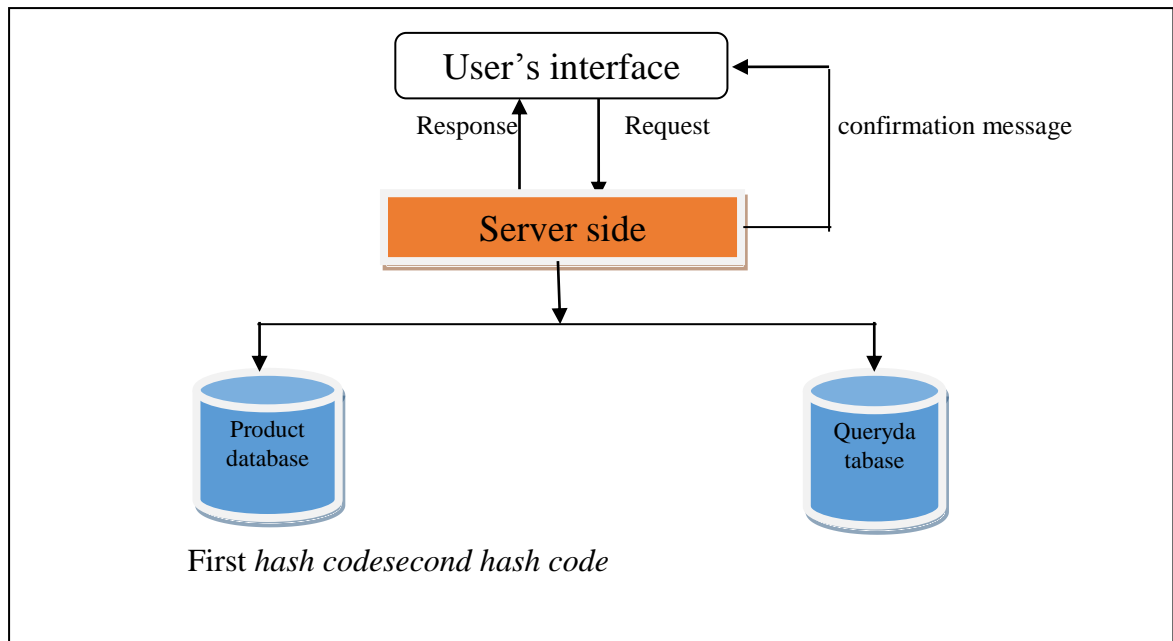 User’s interface
Response
Request
confirmation message
Server side
Product
database
Queryda
tabase
First hash codesecond hash code